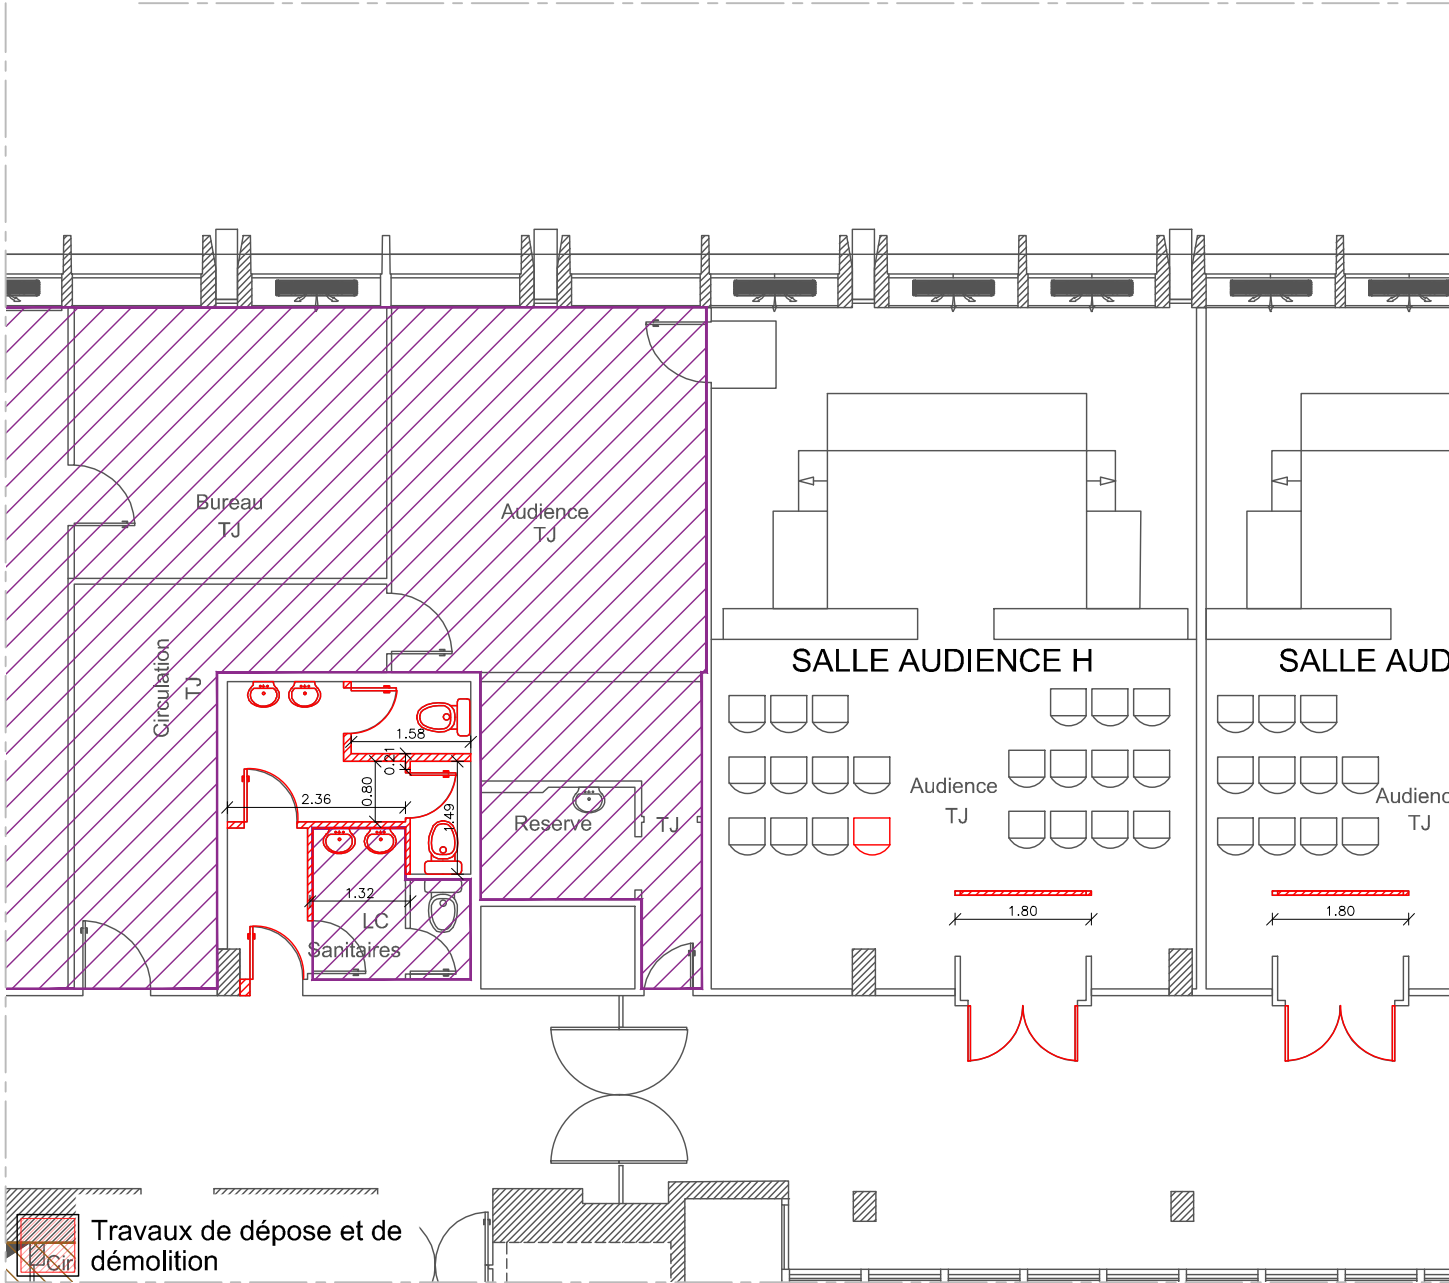 Bureau
TJ
Audience
TJ
Circulation
TJ
SALLE AUDIENCE H
SALLE AUD
1.58
0.21
0.80
2.36
1.49
Reserve
TJ
Audience
TJ
Audienc
TJ
1.32
LC
Sanitaires
1.80
1.80
Travaux de dépose et de
démolition
Cir